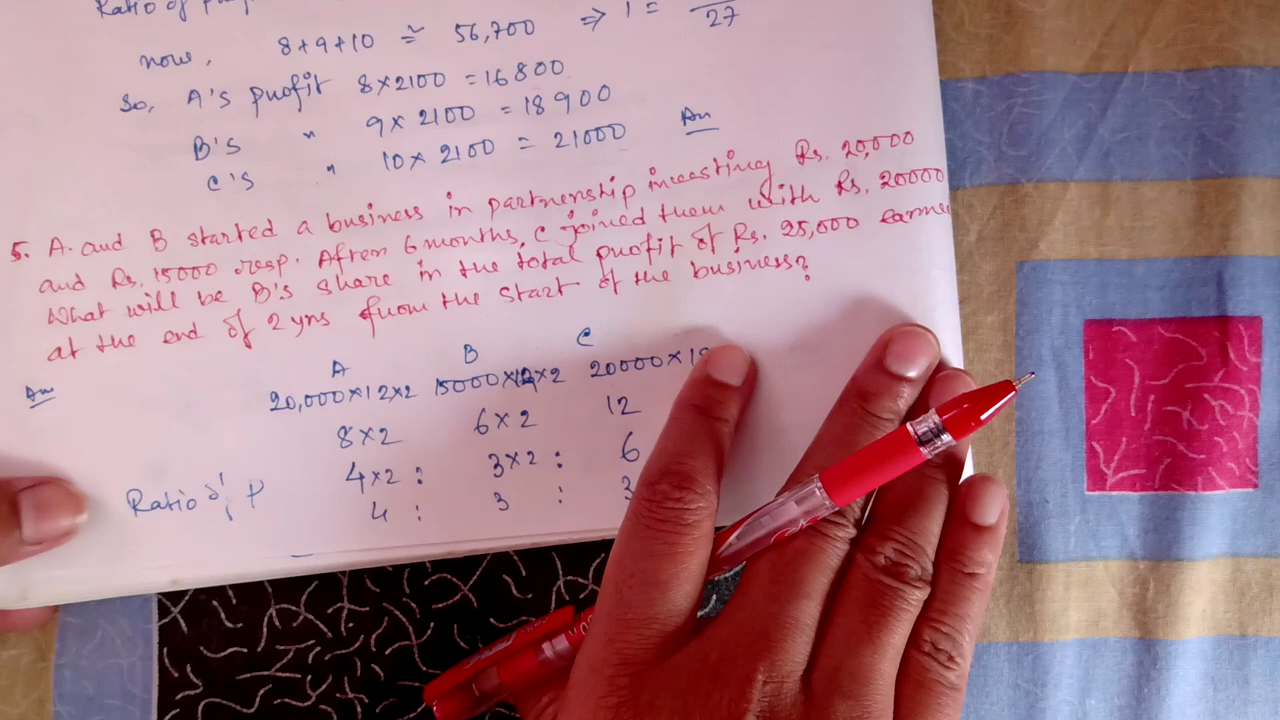 Ratio of
now, 8+9+10 ≅ 56,700 ⇒ 1 = 27
So, A's profit 8×2100 = 16800
B's " 9×2100 = 18900
C's " 10×2100 = 21000 Ans
5. A. and B started a business in partnership investing Rs. 20,000
and Rs. 15000 resp. After 6 months, C joined them with Rs. 20000
What will be B's share in the total profit of Rs. 25,000
at the end of 2 yrs from the start of the business?
Ans A B C
20,000×12×2 15000×12×2 20000×18
8×2 6×2 12
4×2 : 3×2 : 6
Ratio of P 4 : 3 : 3